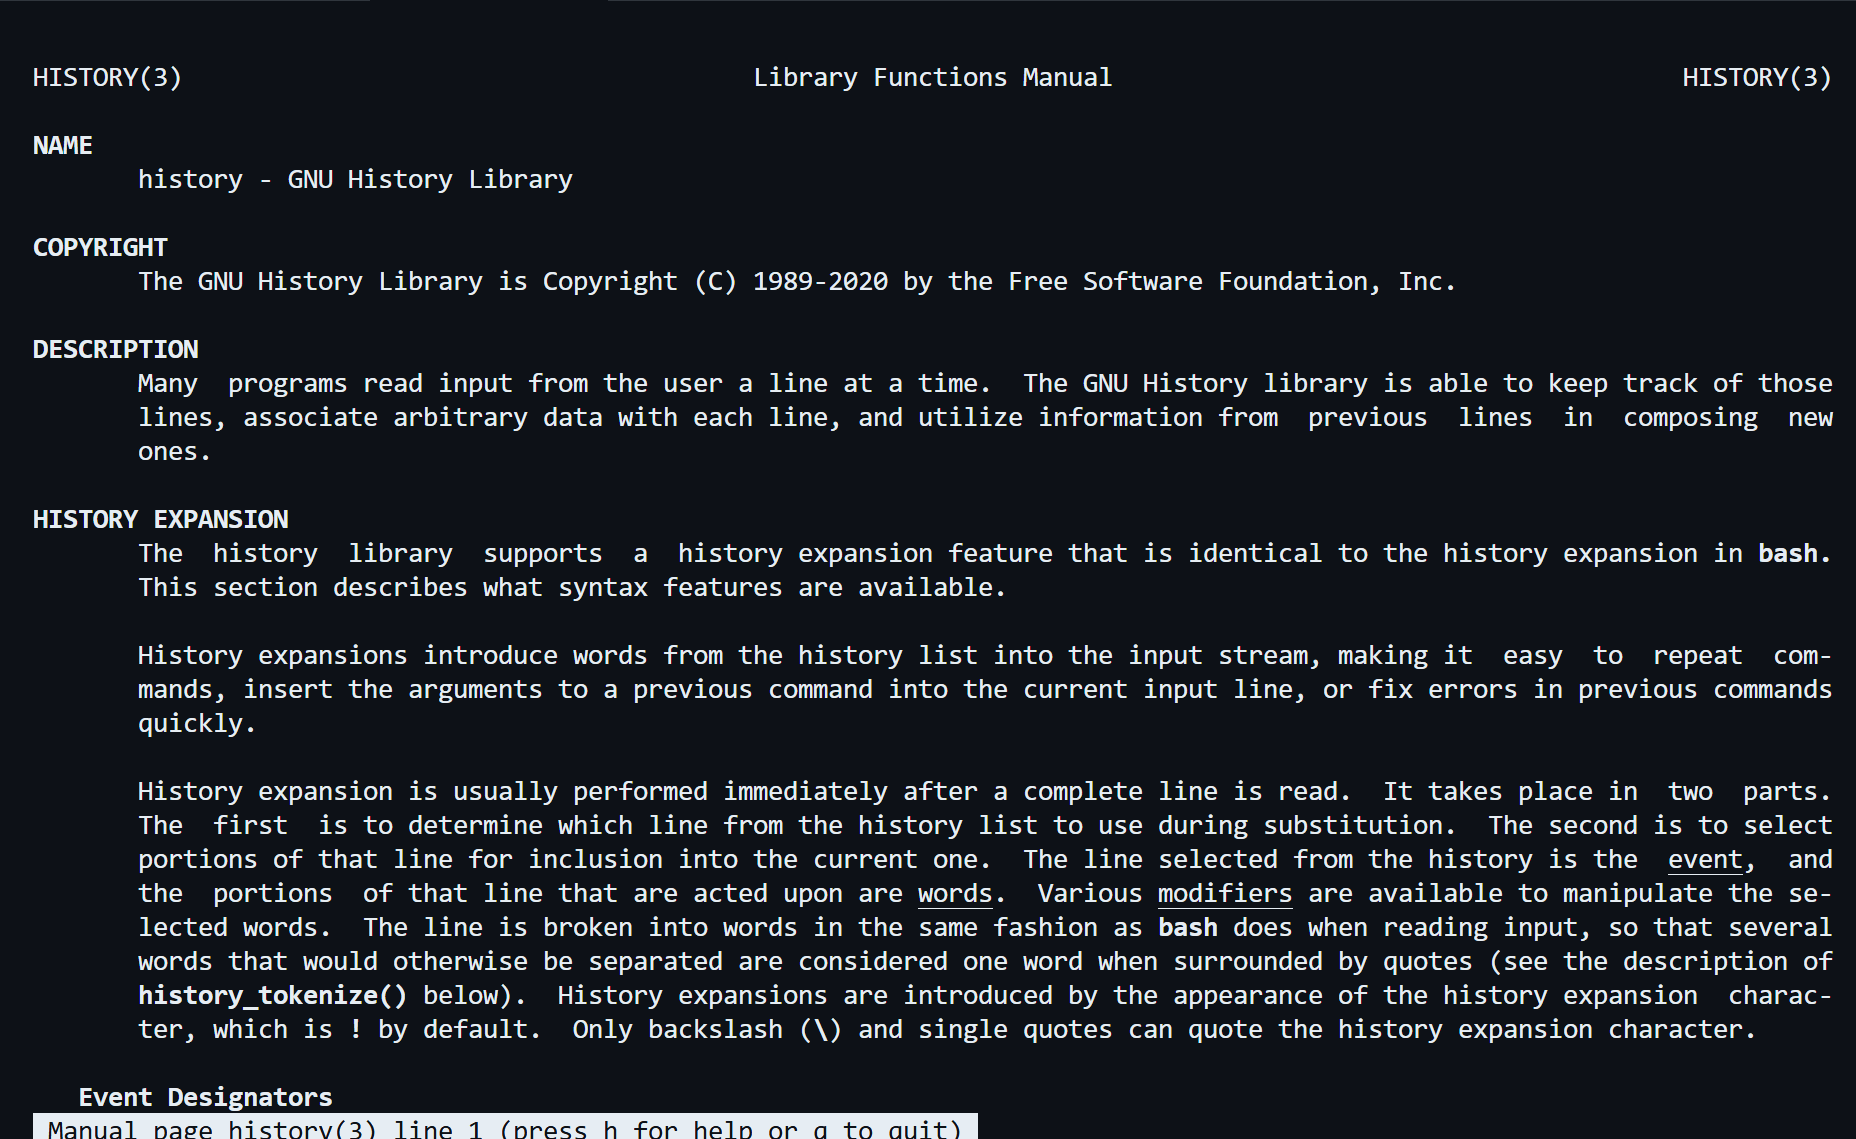 HISTORY(3) Library Functions Manual HISTORY(3)
NAME
history - GNU History Library
COPYRIGHT
The GNU History Library is Copyright (C) 1989-2020 by the Free Software Foundation, Inc.
DESCRIPTION
Many programs read input from the user a line at a time. The GNU History library is able to keep track of those
lines, associate arbitrary data with each line, and utilize information from previous lines in composing new
ones.
HISTORY EXPANSION
The history library supports a history expansion feature that is identical to the history expansion in bash.
This section describes what syntax features are available.
History expansions introduce words from the history list into the input stream, making it easy to repeat com-
mands, insert the arguments to a previous command into the current input line, or fix errors in previous commands
quickly.
History expansion is usually performed immediately after a complete line is read. It takes place in two parts.
The first is to determine which line from the history list to use during substitution. The second is to select
portions of that line for inclusion into the current one. The line selected from the history is the event, and
the portions of that line that are acted upon are words. Various modifiers are available to manipulate the se-
lected words. The line is broken into words in the same fashion as bash does when reading input, so that several
words that would otherwise be separated are considered one word when surrounded by quotes (see the description of
history_tokenize() below). History expansions are introduced by the appearance of the history expansion charac-
ter, which is ! by default. Only backslash (\) and single quotes can quote the history expansion character.
Event Designators
Manual page history(3) line 1 (press h for help or q to quit)